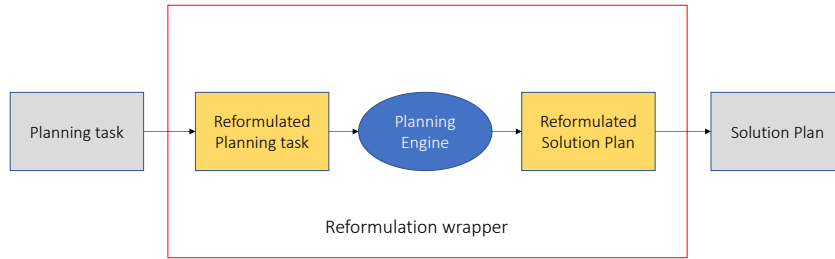 Planning task
Reformulated
Planning task
Planning
Engine
Reformulated
Solution Plan
Solution Plan
Reformulation wrapper